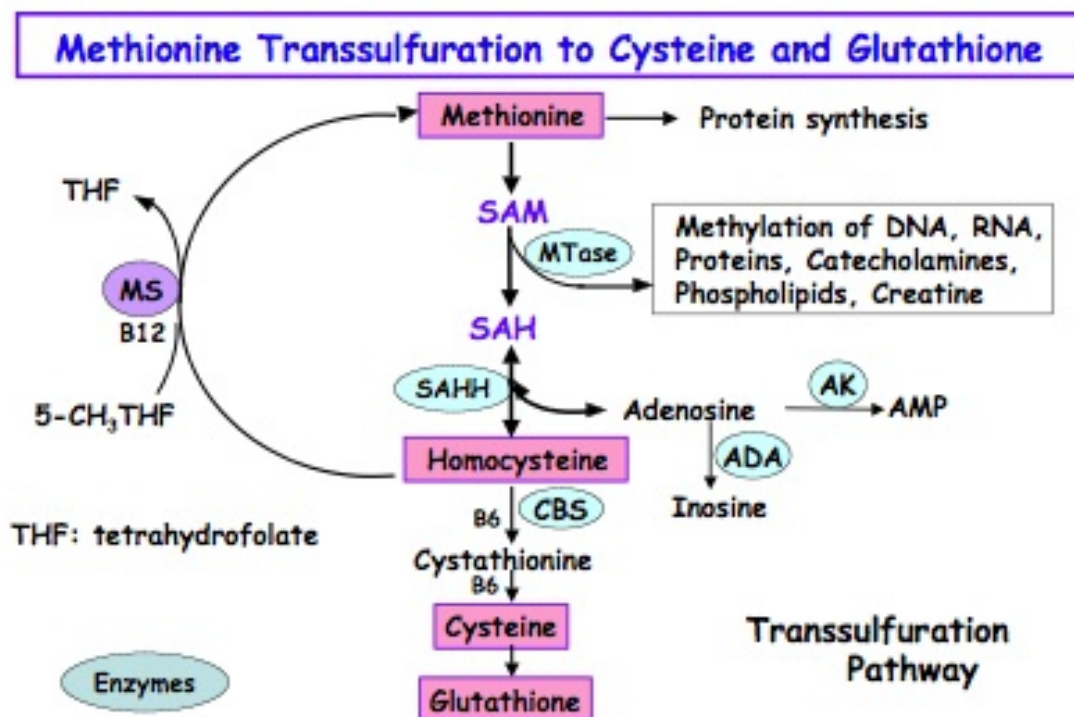 Methionine Transsulfuration to Cysteine and Glutathione
Methionine
Protein synthesis
THF
SAM
MTase
Methylation of DNA, RNA,
Proteins, Catecholamines,
Phospholipids, Creatine
MS
B12
SAH
SAHH
5-CH₃THF
Adenosine
AK
AMP
Homocysteine
ADA
B6
CBS
Inosine
THF: tetrahydrofolate
Cystathionine
B6
Cysteine
Transsulfuration
Pathway
Enzymes
Glutathione